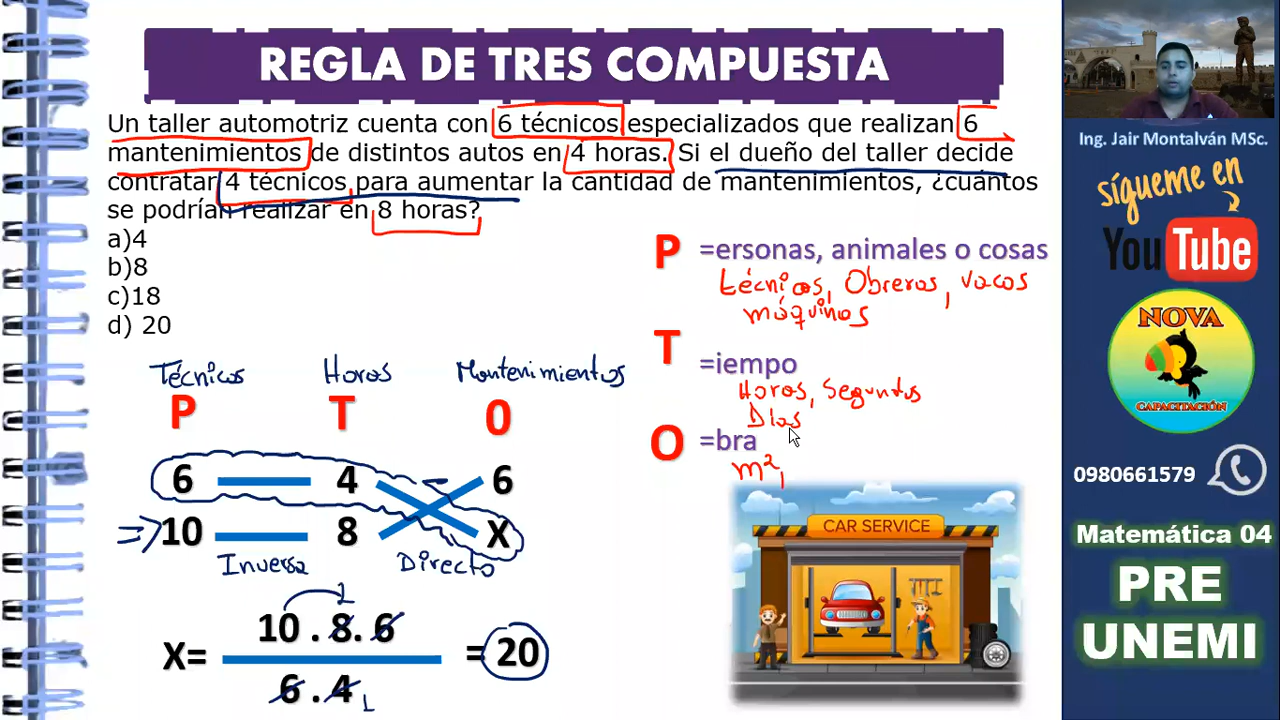 REGLA DE TRES COMPUESTA
Un taller automotriz cuenta con 6 técnicos especializados que realizan 6
mantenimientos de distintos autos en 4 horas. Si el dueño del taller decide
contratar 4 técnicos para aumentar la cantidad de mantenimientos, ¿cuántos
se podrían realizar en 8 horas?
a)4
b)8
c)18
d) 20
Técnicos Horas Mantenimientos
P T O
6 4 6
=> 10 8 X
Inversa Directo
2
10 . 8. 6
X= = 20
6 . 4 1
P =ersonas, animales o cosas
técnicos, Obreros, vacas
máquinas
T =iempo
Horas, Segundos
Días
O =bra
m²,
CAR SERVICE
Ing. Jair Montalván MSc.
sígueme en
YouTube
NOVA
CAPACITACIÓN
0980661579
Matemática 04
PRE
UNEMI